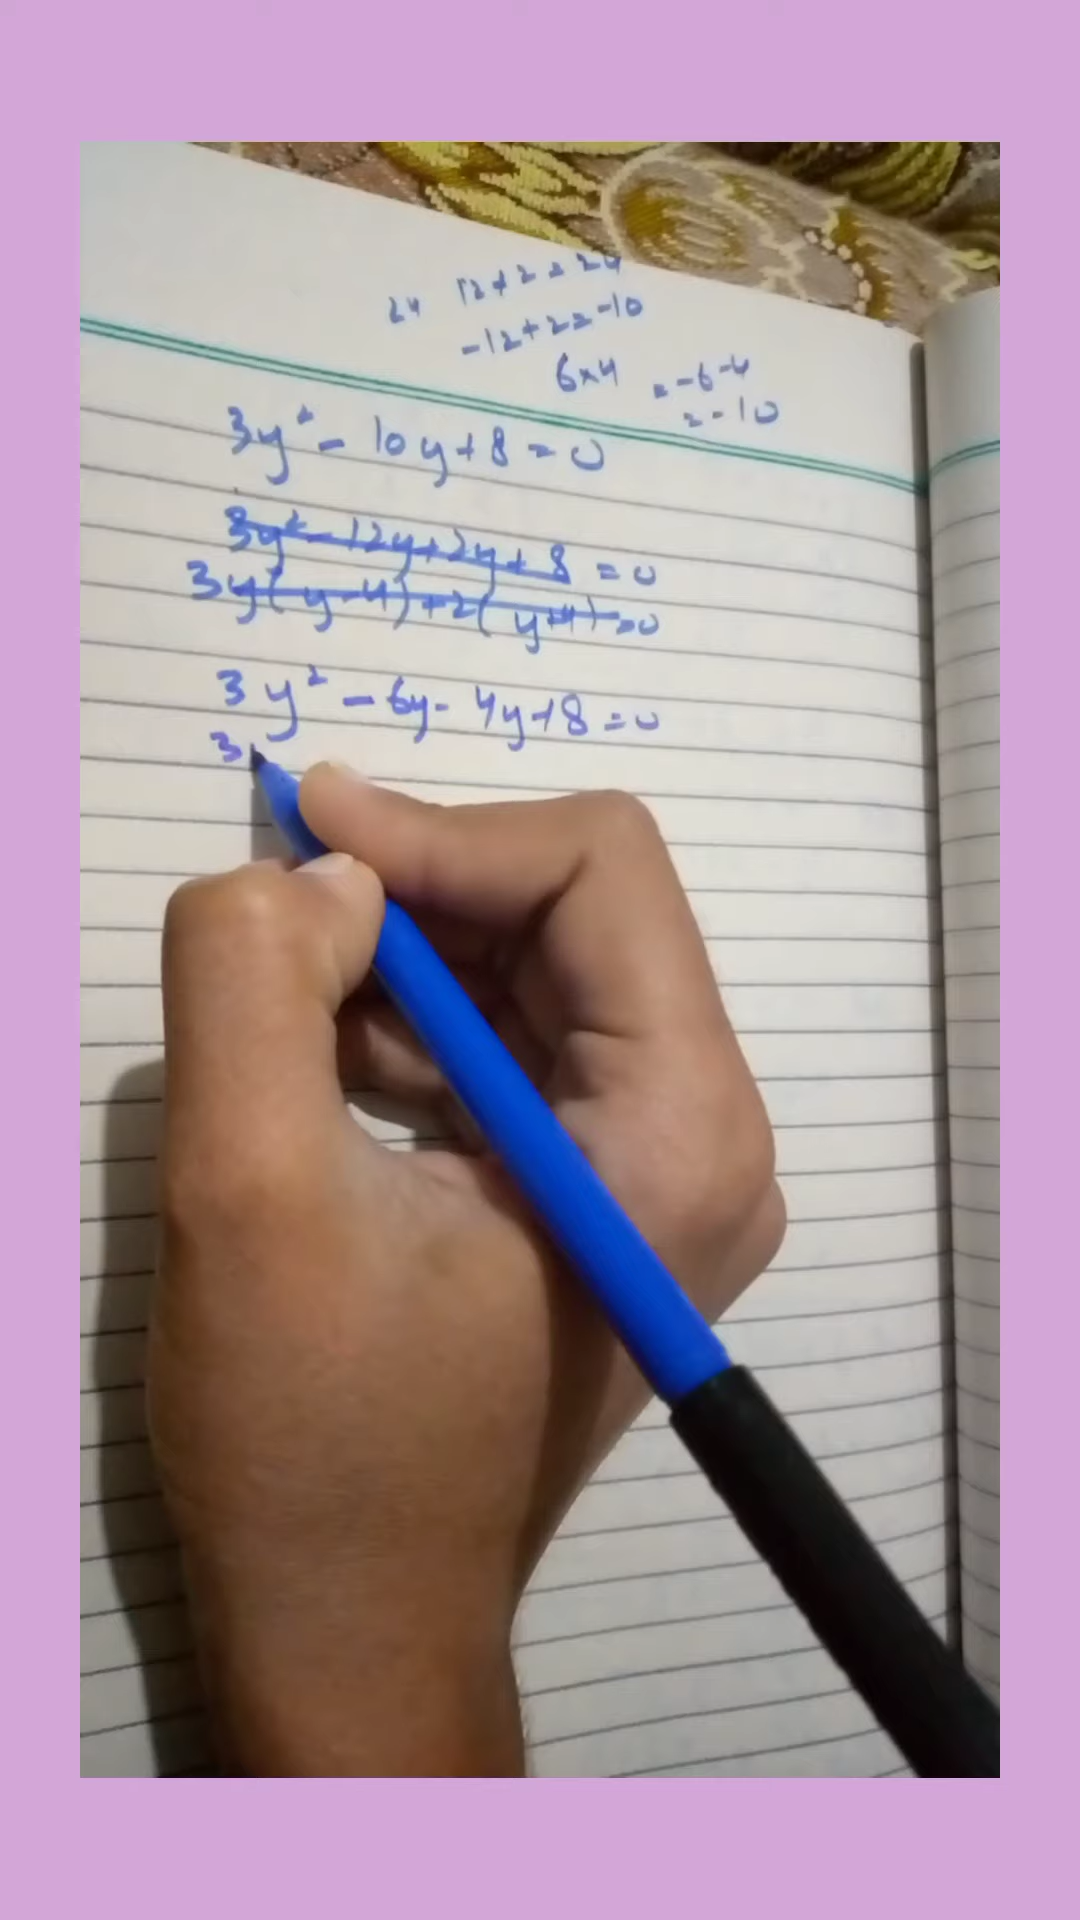 24 12+2=24
-12+2=-10
6×4 =-6-4
=-10
3y²-10y+8=0
3y²-12y+2y+8=0
3y(y-4)+2(y+4)=0
3y²-6y-4y+8=0
3